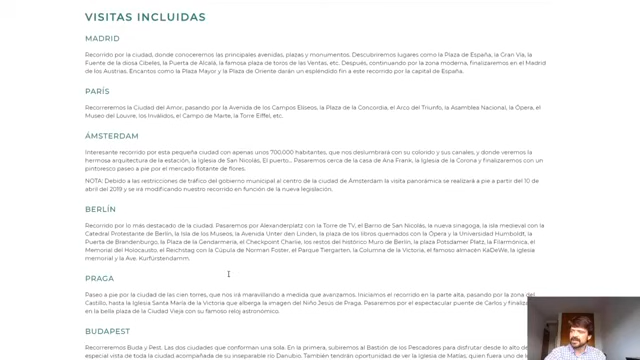 VISITAS INCLUIDAS
MADRID
Recorrido por la ciudad, donde conoceremos las principales avenidas, plazas y monumentos. Descubriremos lugares como la Plaza de España, la Gran Vía, la
Fuente de la diosa Cibeles, la Puerta de Alcalá, la famosa plaza de toros de las Ventas, etc. Después, continuando por la zona moderna, finalizaremos en el Madrid
de los Austrias. Encantos como la Plaza Mayor y la Plaza de Oriente darán un espléndido fin a este recorrido por la capital de España.
PARÍS
Recorreremos la Ciudad del Amor, pasando por la Avenida de los Campos Elíseos, la Plaza de la Concordia, el Arco del Triunfo, la Asamblea Nacional, la Ópera, el
Museo del Louvre, los Inválidos, el Campo de Marte, la Torre Eiffel, etc.
ÁMSTERDAM
Interesante recorrido por esta pequeña ciudad con apenas unos 700,000 habitantes, que nos deslumbrará con su colorido y sus canales, y donde veremos la
hermosa arquitectura de la estación, la Iglesia de San Nicolás, El puerto... Pasaremos cerca de la casa de Ana Frank, la Iglesia de la Corona y finalizaremos con un
pintoresco paseo a pie por el mercado flotante de flores.
NOTA: Debido a las restricciones de tráfico del gobierno municipal al centro de la ciudad de Ámsterdam la visita panorámica se realizará a pie a partir del 10 de
abril del 2019 y se irá modificando nuestro recorrido en función de la nueva legislación.
BERLÍN
Recorrido por lo más destacado de la ciudad. Pasaremos por Alexanderplatz con la Torre de TV, el Barrio de San Nicolás, la nueva sinagoga, la isla medieval con la
Catedral Protestante de Berlín, la Isla de los Museos, la Avenida Unter den Linden, la plaza de los libros quemados con la Ópera y la Universidad Humboldt, la
Puerta de Brandenburgo, la Plaza de la Gendarmería, el Checkpoint Charlie, los restos del histórico Muro de Berlín, la plaza Potsdamer Platz, la Filarmónica, el
Memorial del Holocausto, el Reichstag con la Cúpula de Norman Foster, el Parque Tiergarten, la Columna de la Victoria, el famoso almacén KaDeWe, la iglesia
memorial y la Ave. Kurfürstendamm.
PRAGA
Paseo a pie por la ciudad de las cien torres, que nos irá maravillando a medida que avanzamos. Iniciamos el recorrido en la parte alta, pasando por la zona del
Castillo, hasta la Iglesia Santa María de la Victoria que alberga la imagen del Niño Jesús de Praga. Pasaremos por el espectacular puente de Carlos y finalizar
en la bella plaza de la Ciudad Vieja con su famoso reloj astronómico.
BUDAPEST
Recorreremos Buda y Pest. Las dos ciudades que conforman una sola. En la primera, subiremos al Bastión de los Pescadores para disfrutar desde lo alto de
especial vista de toda la ciudad acompañada de su inseparable río Danubio. También tendrán oportunidad de ver la Iglesia de Matías, quien fuera uno de l